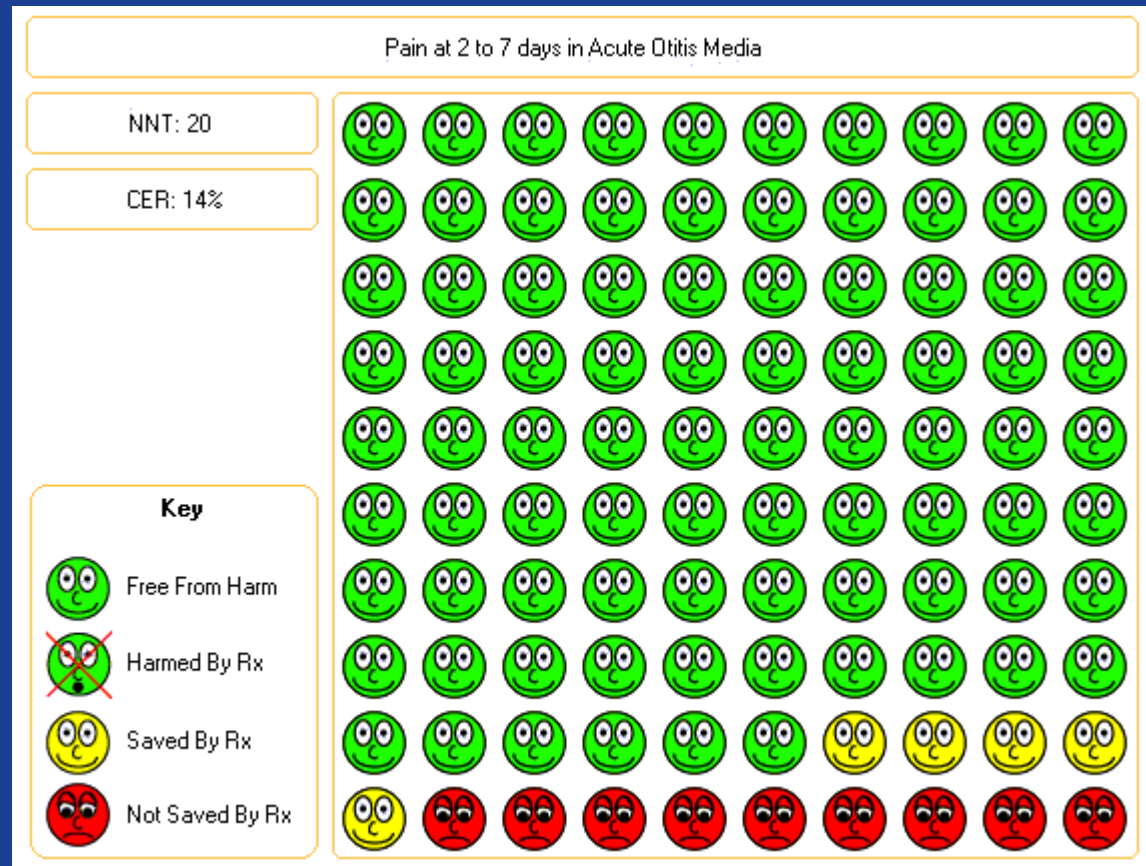 Pain at 2 to 7 days in Acute Otitis Media
NNT: 20
CER: 14%
Key
Free From Harm
Harmed By Rx
Saved By Rx
Not Saved By Rx